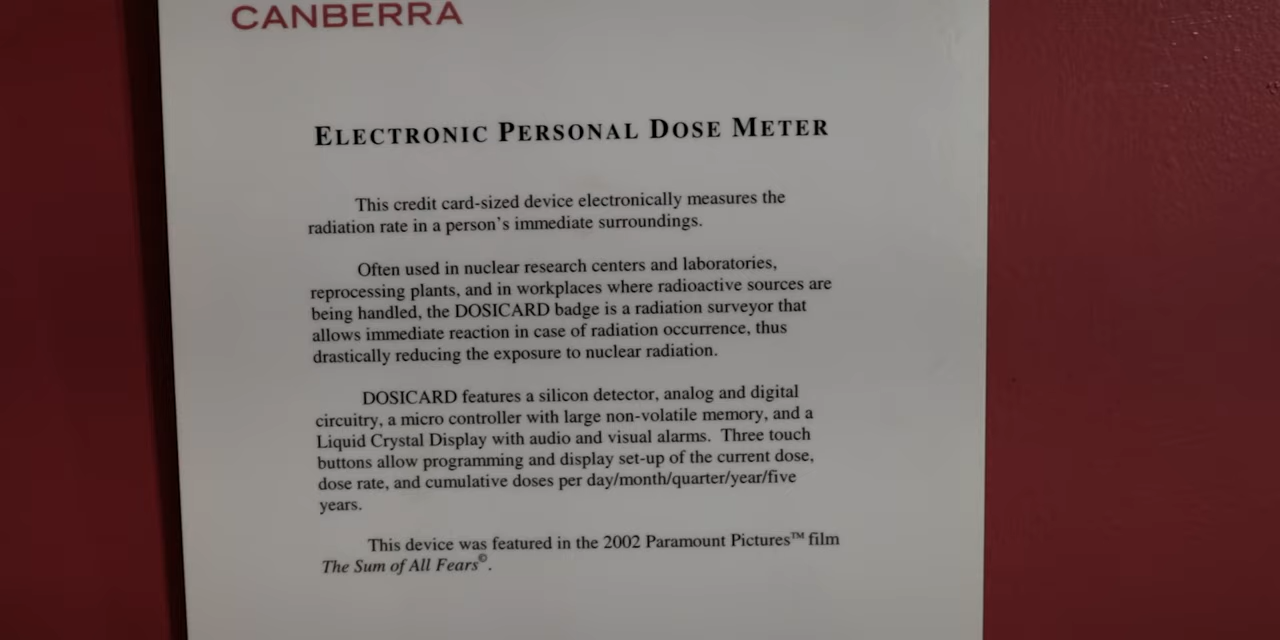 CANBERRA
ELECTRONIC PERSONAL DOSE METER
This credit card-sized device electronically measures the
radiation rate in a person's immediate surroundings.
Often used in nuclear research centers and laboratories,
reprocessing plants, and in workplaces where radioactive sources are
being handled, the DOSICARD badge is a radiation surveyor that
allows immediate reaction in case of radiation occurrence, thus
drastically reducing the exposure to nuclear radiation.
DOSICARD features a silicon detector, analog and digital
circuitry, a micro controller with large non-volatile memory, and a
Liquid Crystal Display with audio and visual alarms. Three touch
buttons allow programming and display set-up of the current dose,
dose rate, and cumulative doses per day/month/quarter/year/five
years.
This device was featured in the 2002 Paramount Pictures™ film
The Sum of All Fears©.